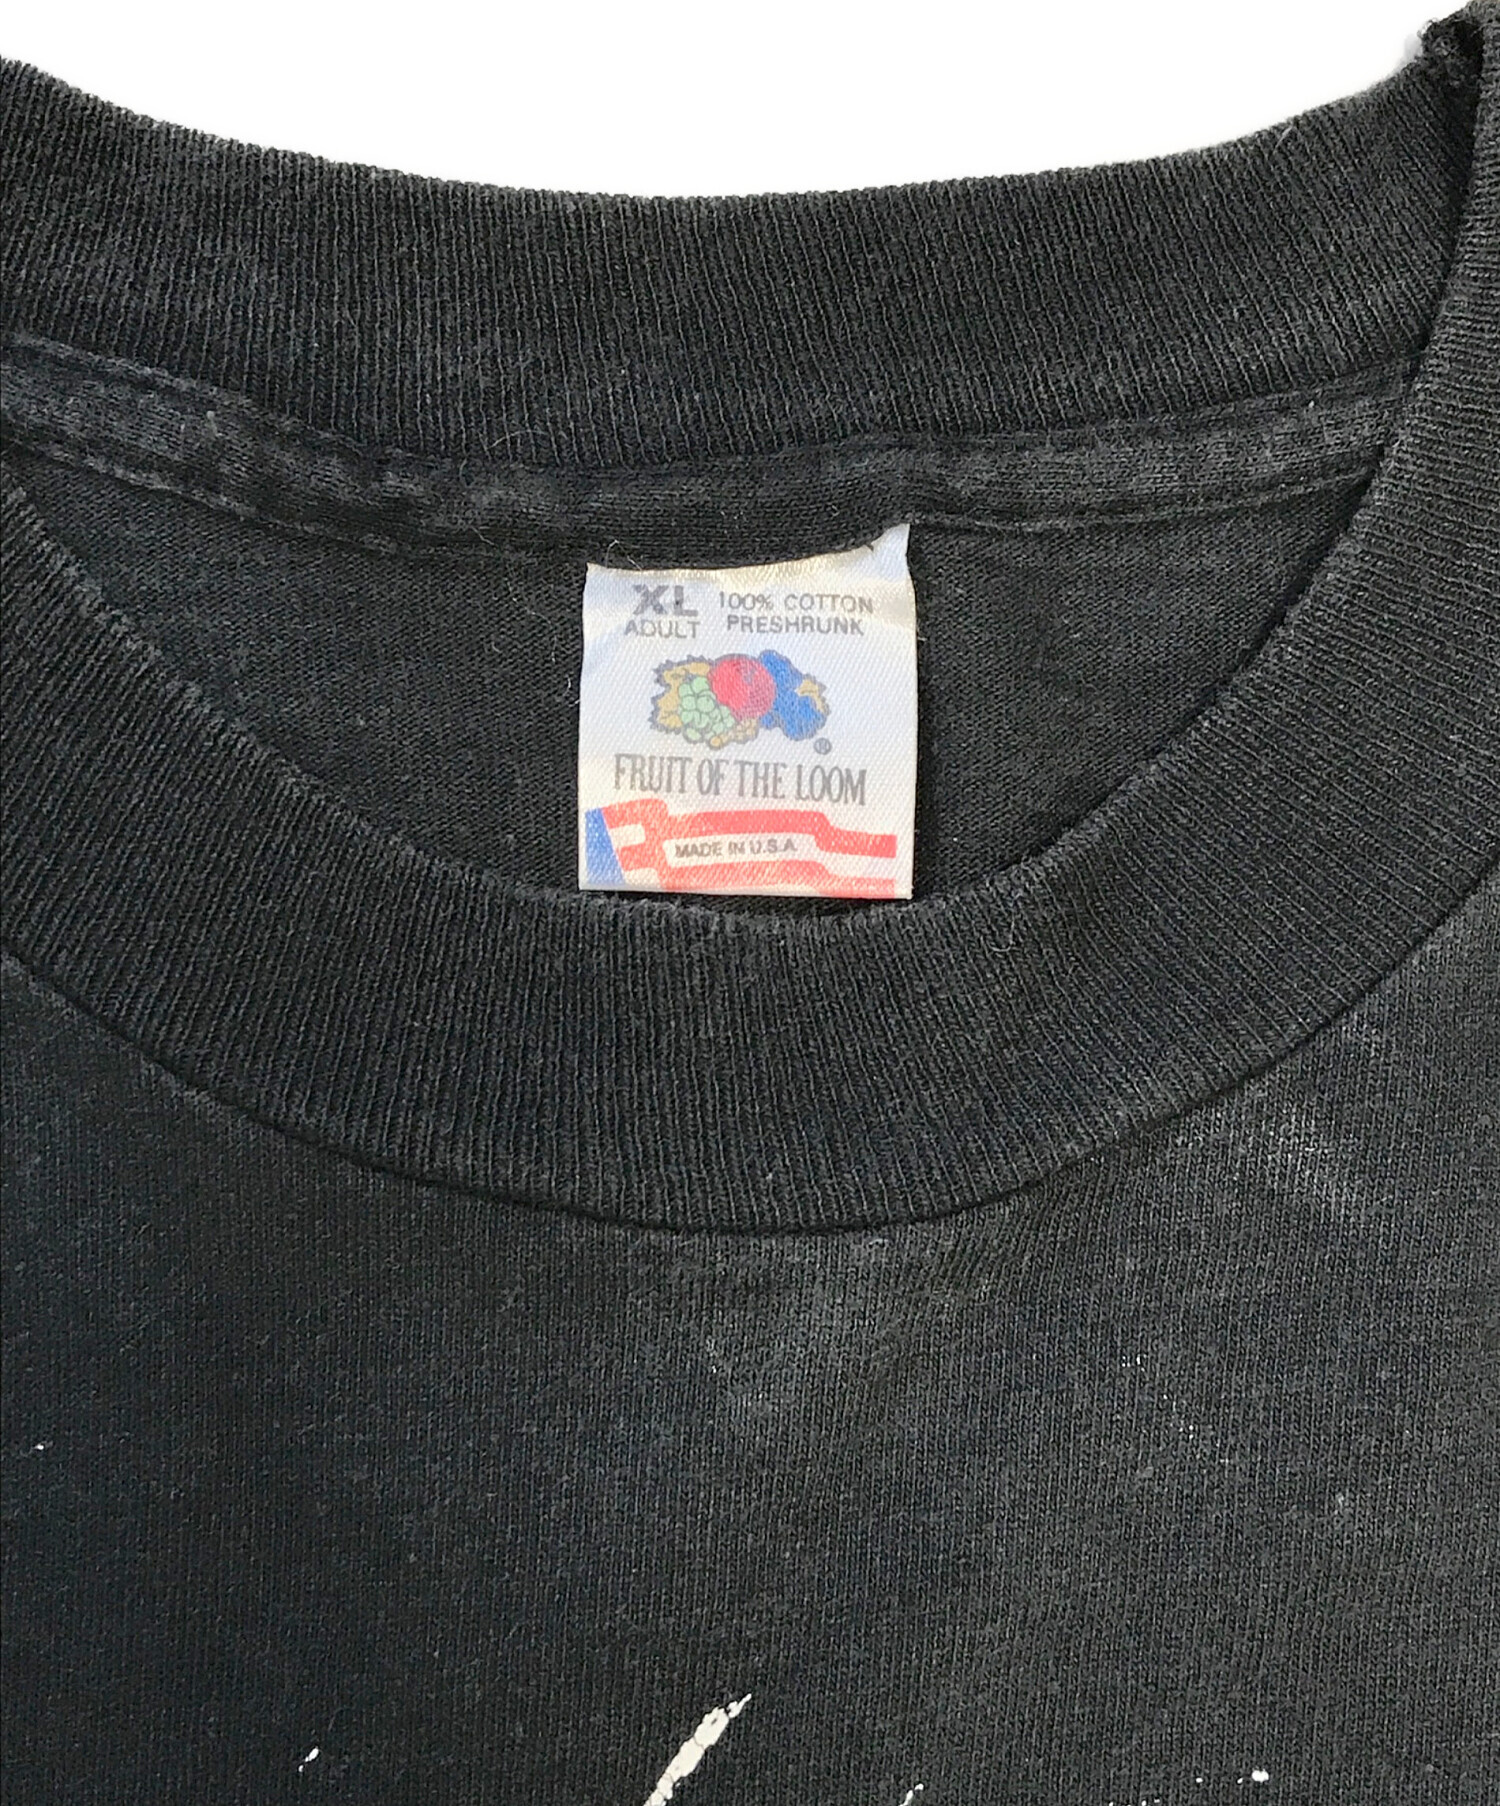 XL 100% COTTON
ADULT PRESHRUNK
®
FRUIT OF THE LOOM
MADE IN U.S.A.